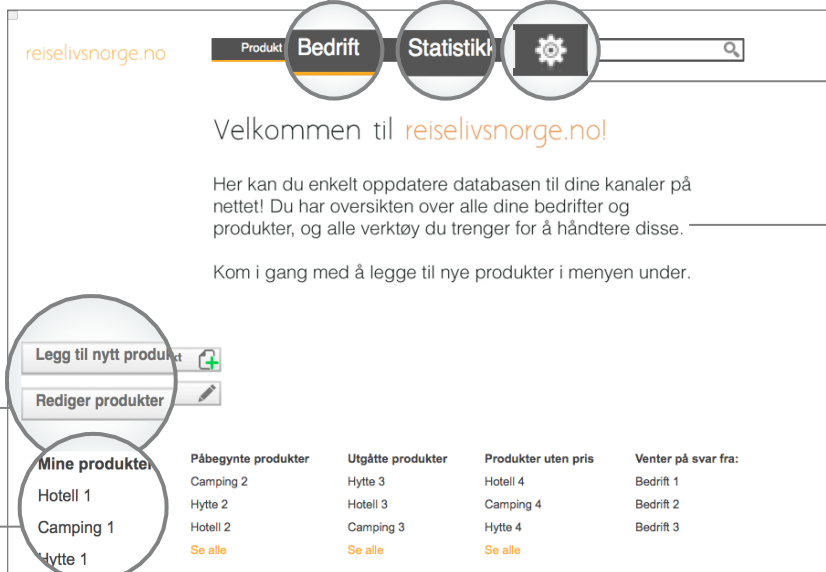 reiselivsnorge.no
Produkt Bedrift Statistikk
Velkommen til reiselivsnorge.no!
Her kan du enkelt oppdatere databasen til dine kanaler på
nettet! Du har oversikten over alle dine bedrifter og
produkter, og alle verktøy du trenger for å håndtere disse.
Kom i gang med å legge til nye produkter i menyen under.
Legg til nytt produkt
Rediger produkter
Mine produkter Påbegynte produkter Utgåtte produkter Produkter uten pris Venter på svar fra:
Hotell 1 Camping 2 Hytte 3 Hotell 4 Bedrift 1
Camping 1 Hytte 2 Hotell 3 Camping 4 Bedrift 2
Hytte 1 Hotell 2 Camping 3 Hytte 4 Bedrift 3
Se alle Se alle Se alle